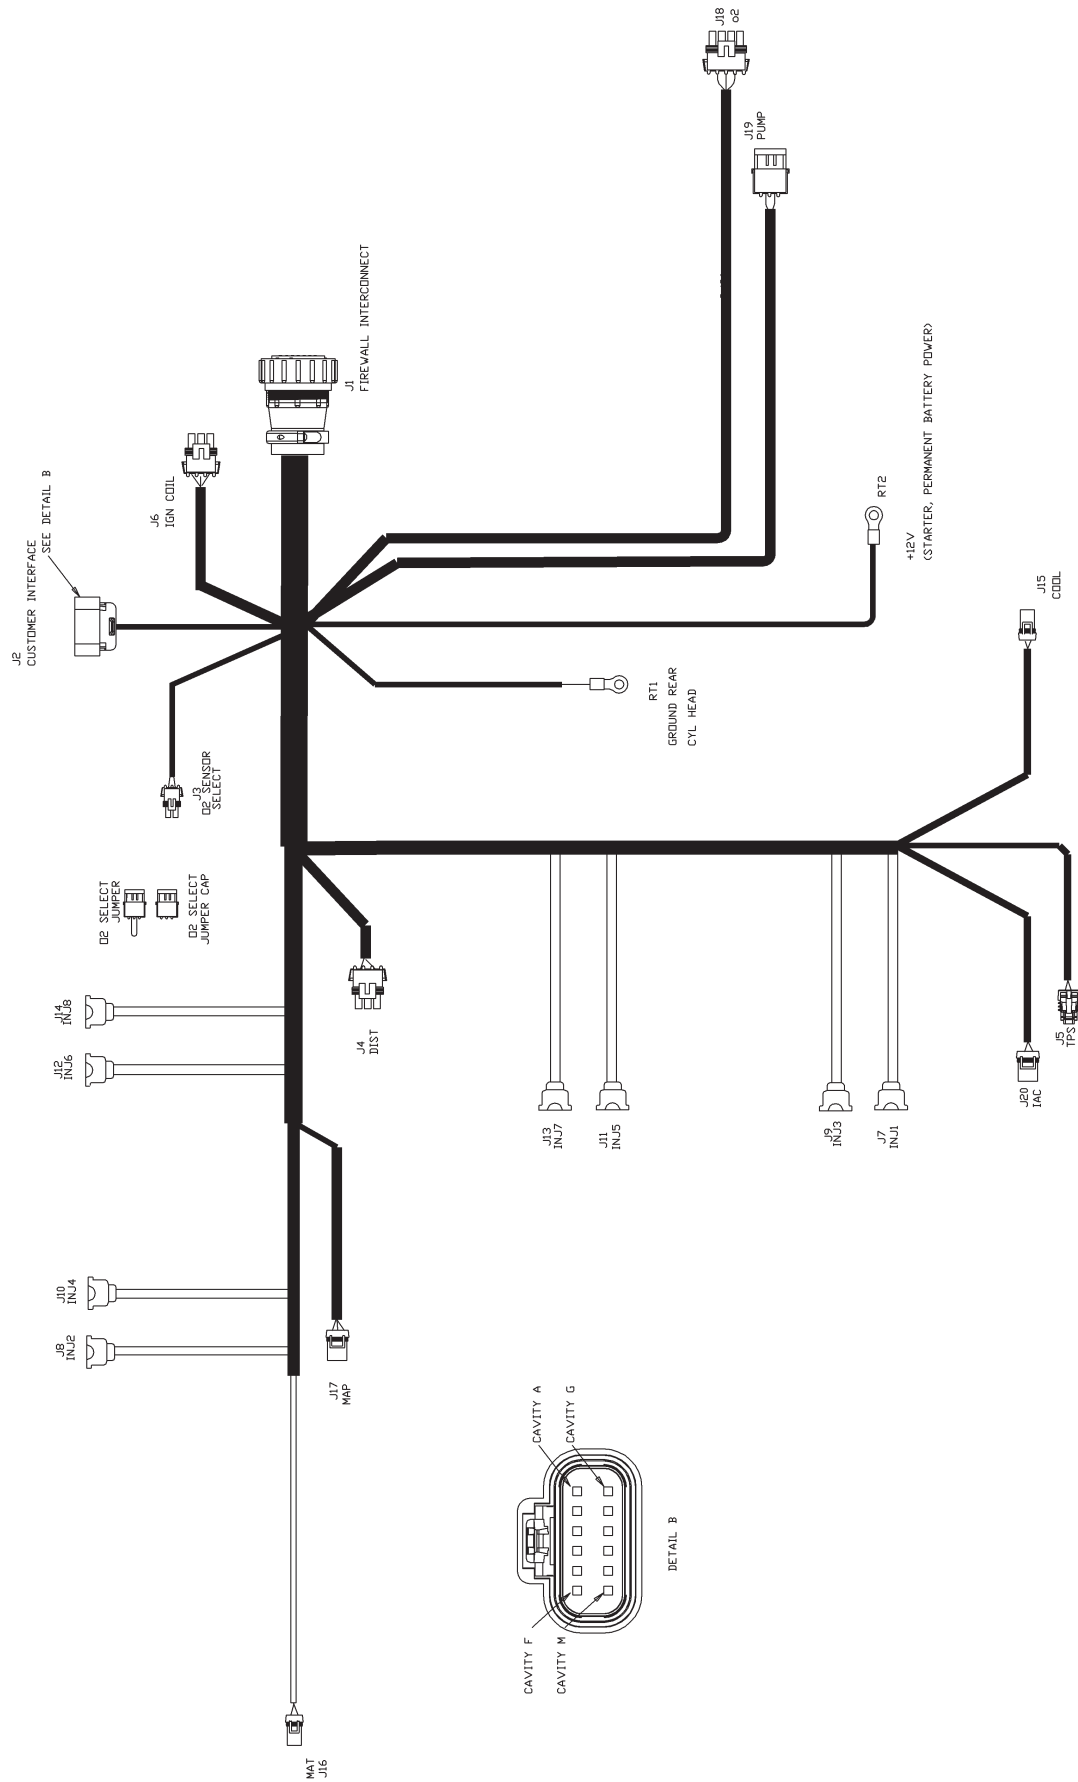 J18
o2
J19
PUMP
J1
FIREWALL INTERCONNECT
J6
IGN COIL
SEE DETAIL B
J2
CUSTOMER INTERFACE
RT2
+12V
(STARTER, PERMANENT BATTERY POWER)
J15
COOL
RT1
GROUND REAR
CYL HEAD
J3
O2 SENSOR
SELECT
O2 SELECT
JUMPER
O2 SELECT
JUMPER CAP
J14
INJ8
J12
INJ6
J4
DIST
J5
TPS
J20
IAC
J13
INJ7
J11
INJ5
J9
INJ3
J7
INJ1
J10
INJ4
J8
INJ2
J17
MAP
CAVITY A
CAVITY G
DETAIL B
CAVITY F
CAVITY M
MAT
J16